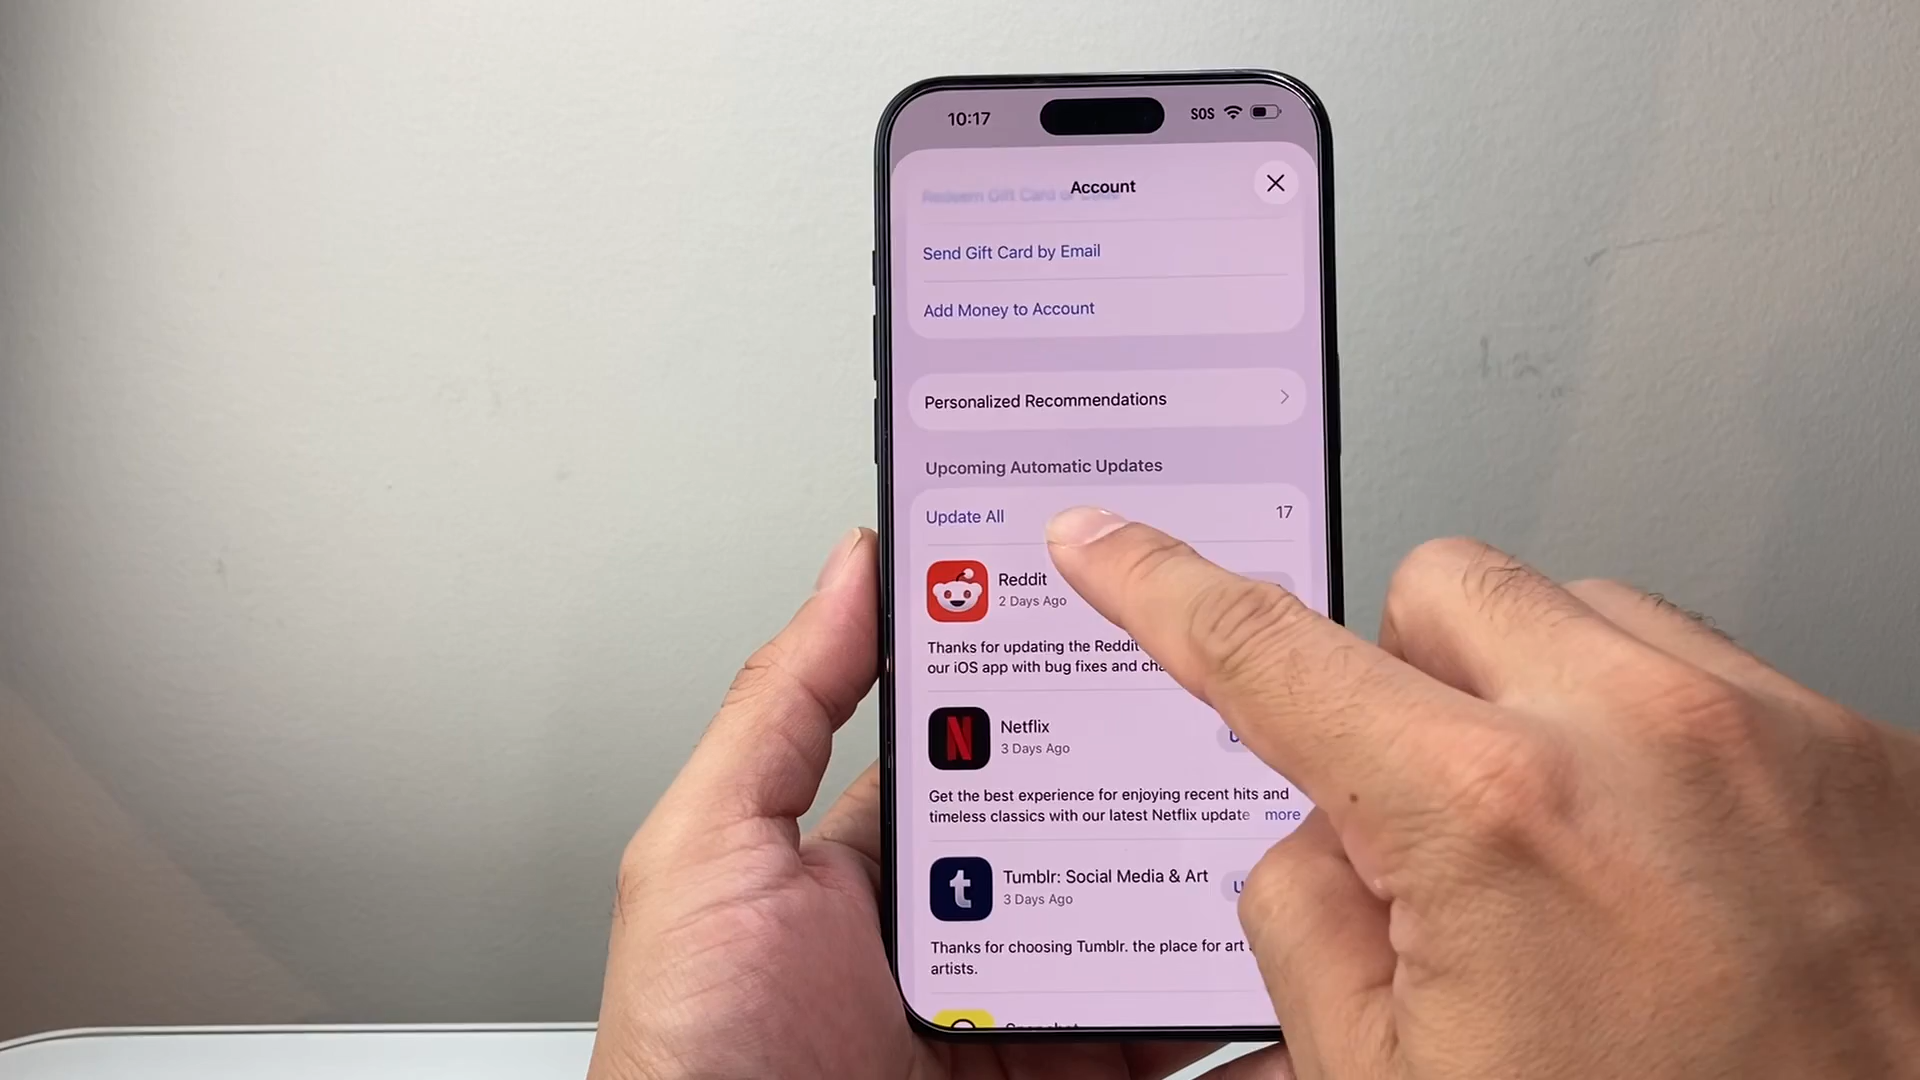 10:17 SOS
Account
Redeem Gift Card or Code
Send Gift Card by Email
Add Money to Account
Personalized Recommendations
Upcoming Automatic Updates
Update All 17
Reddit
2 Days Ago
Thanks for updating the Reddit
our iOS app with bug fixes and cha
N
Netflix
3 Days Ago
U
Get the best experience for enjoying recent hits and
timeless classics with our latest Netflix update more
t
Tumblr: Social Media & Art
3 Days Ago
U
Thanks for choosing Tumblr. the place for art
artists.
Snapchat